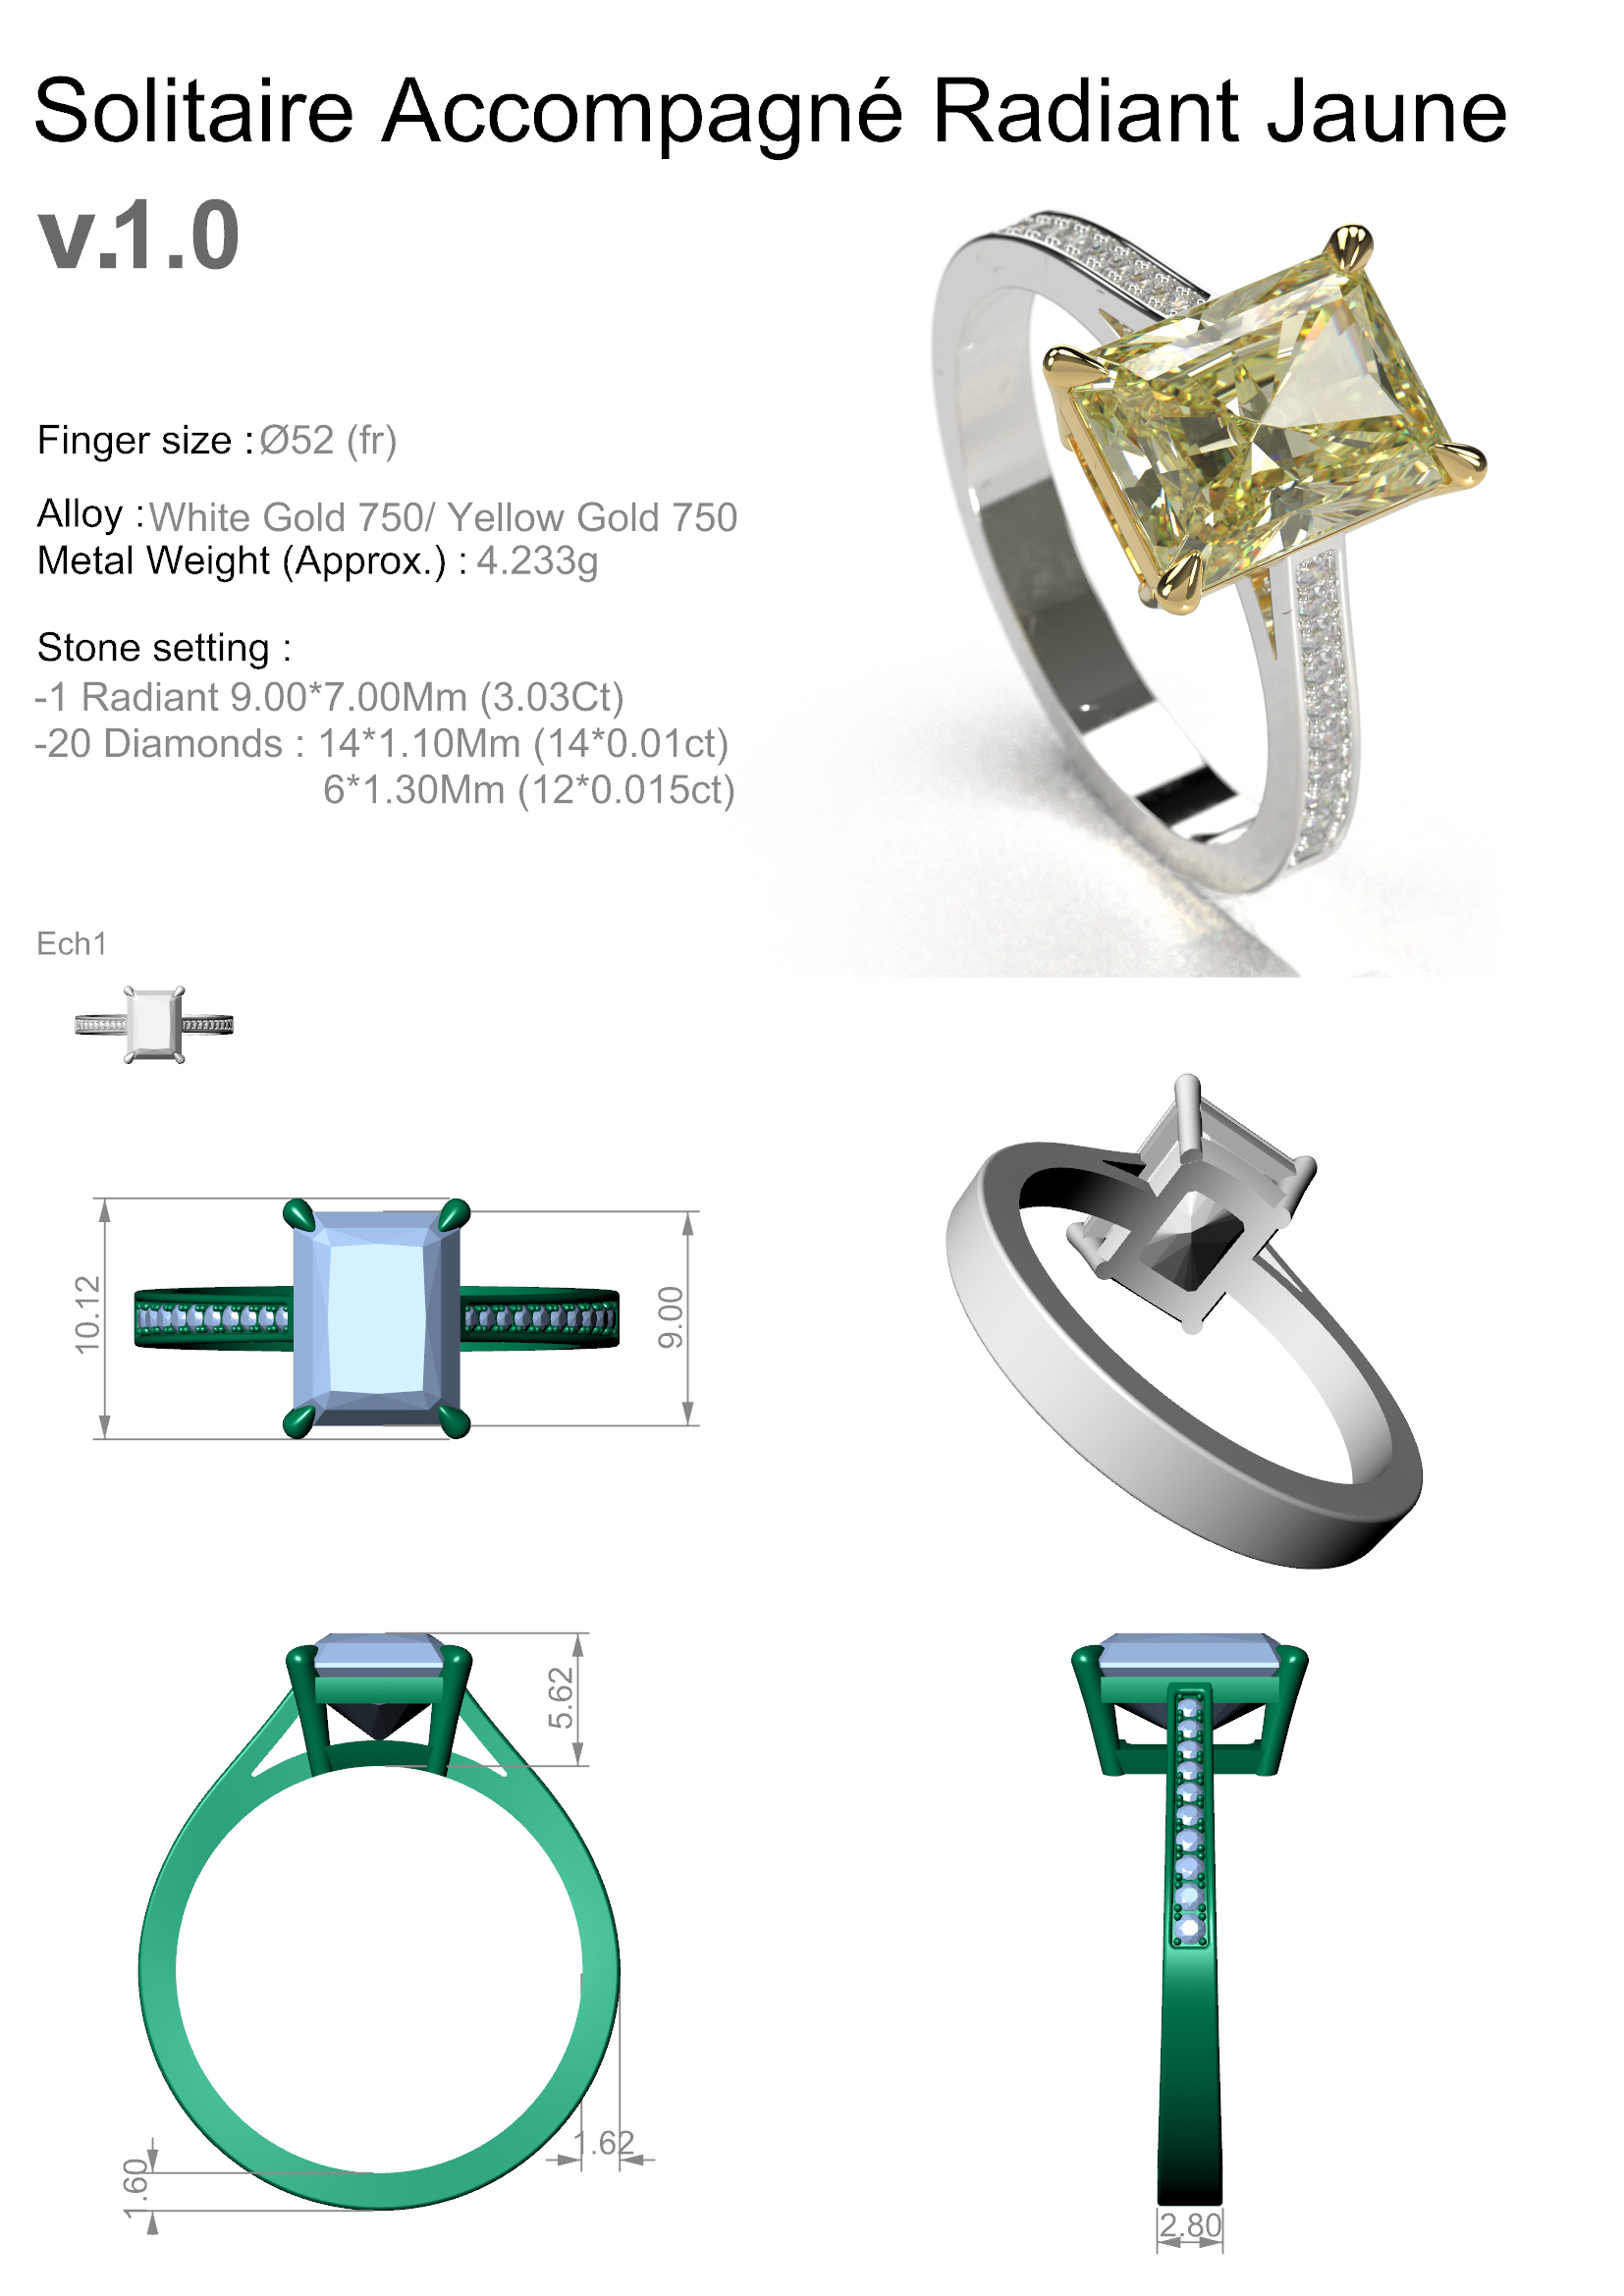 Solitaire Accompagné Radiant Jaune
v.1.0
Finger size : Ø52 (fr)
Alloy : White Gold 750/ Yellow Gold 750
Metal Weight (Approx.) : 4.233g
Stone setting :
-1 Radiant 9.00*7.00Mm (3.03Ct)
-20 Diamonds : 14*1.10Mm (14*0.01ct)
6*1.30Mm (12*0.015ct)
Ech1
10.12
9.00
5.62
1.62
1.60
2.80